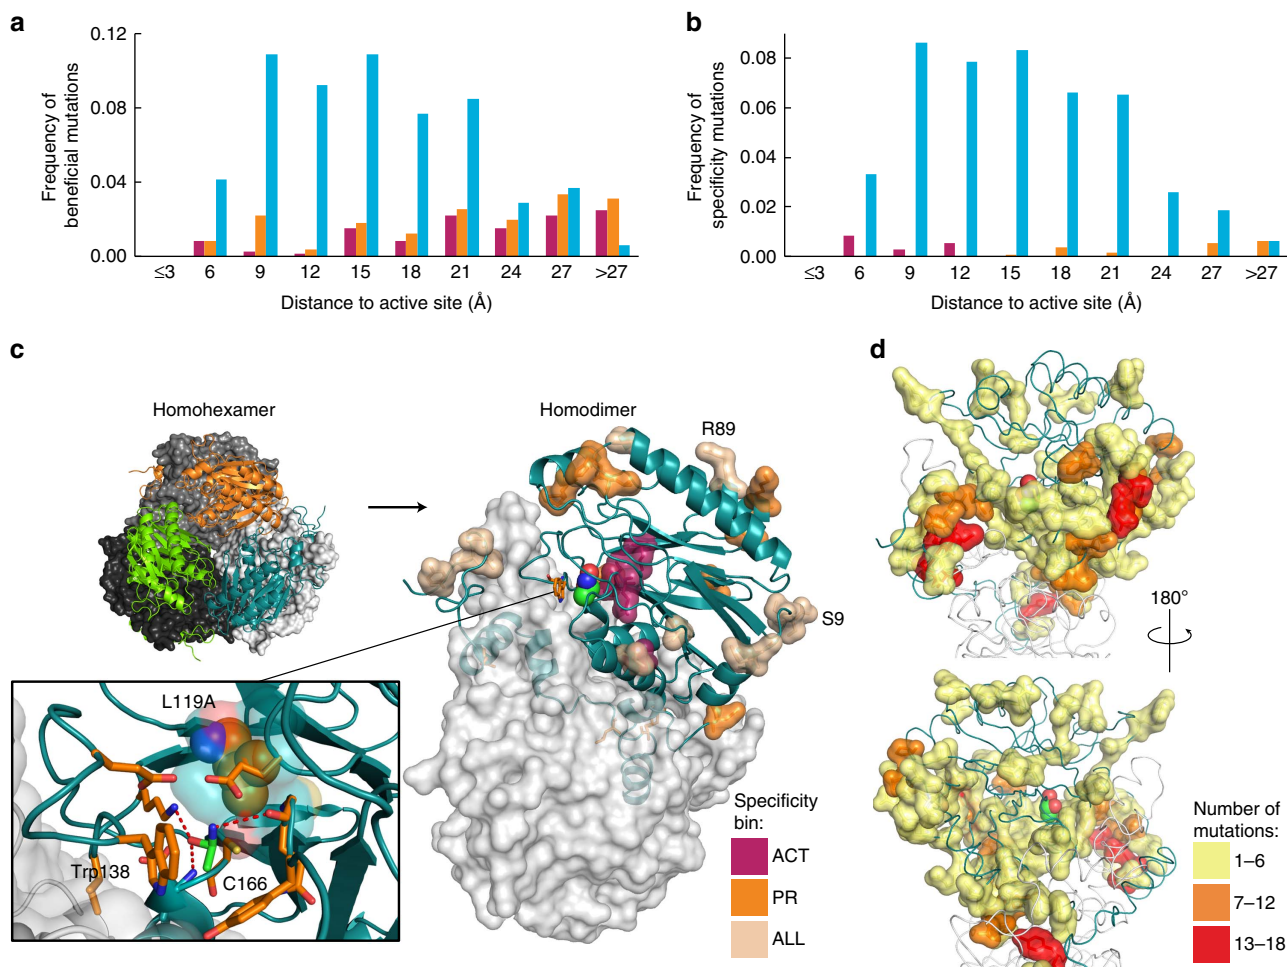 a
Frequency of
beneficial mutations
0.12
0.08
0.04
0.00
≤3 6 9 12 15 18 21 24 27 >27
Distance to active site (Å)
b
Frequency of
specificity mutations
0.08
0.06
0.04
0.02
0.00
≤3 6 9 12 15 18 21 24 27 >27
Distance to active site (Å)
c
Homohexamer
Homodimer
R89
S9
L119A
Trp138
C166
Specificity
bin:
ACT
PR
ALL
d
180°
Number of
mutations:
1–6
7–12
13–18